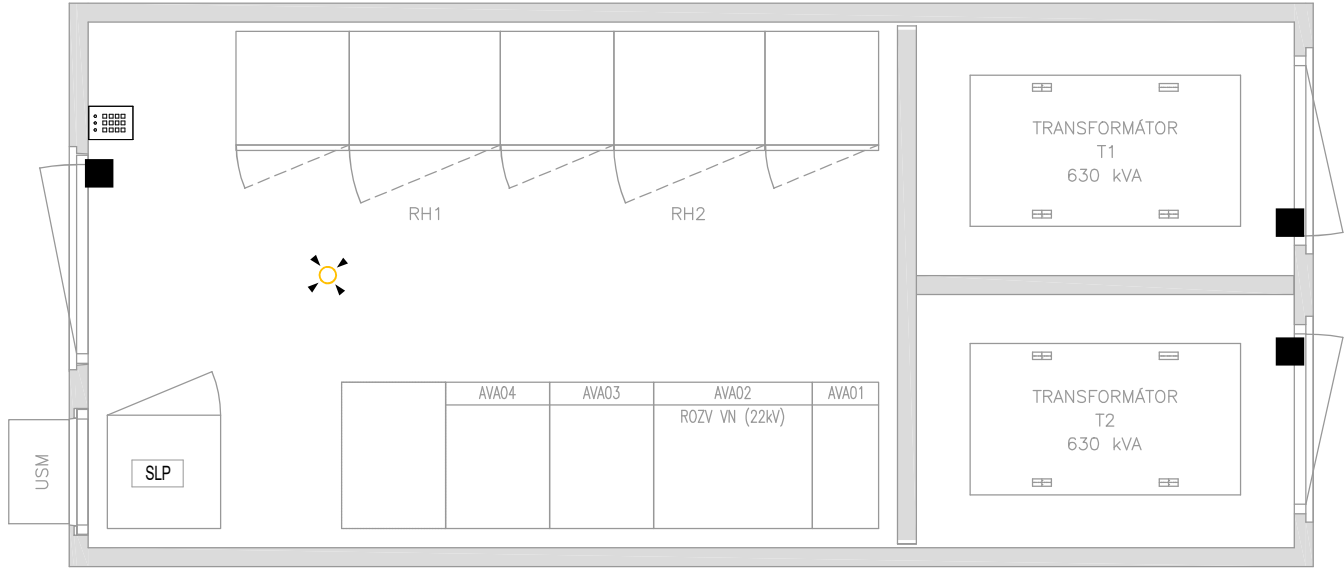 TRANSFORMÁTOR
T1
630 kVA
RH1
RH2
AVA04
AVA03
AVA02
AVA01
ROZV VN (22kV)
TRANSFORMÁTOR
T2
630 kVA
USM
SLP